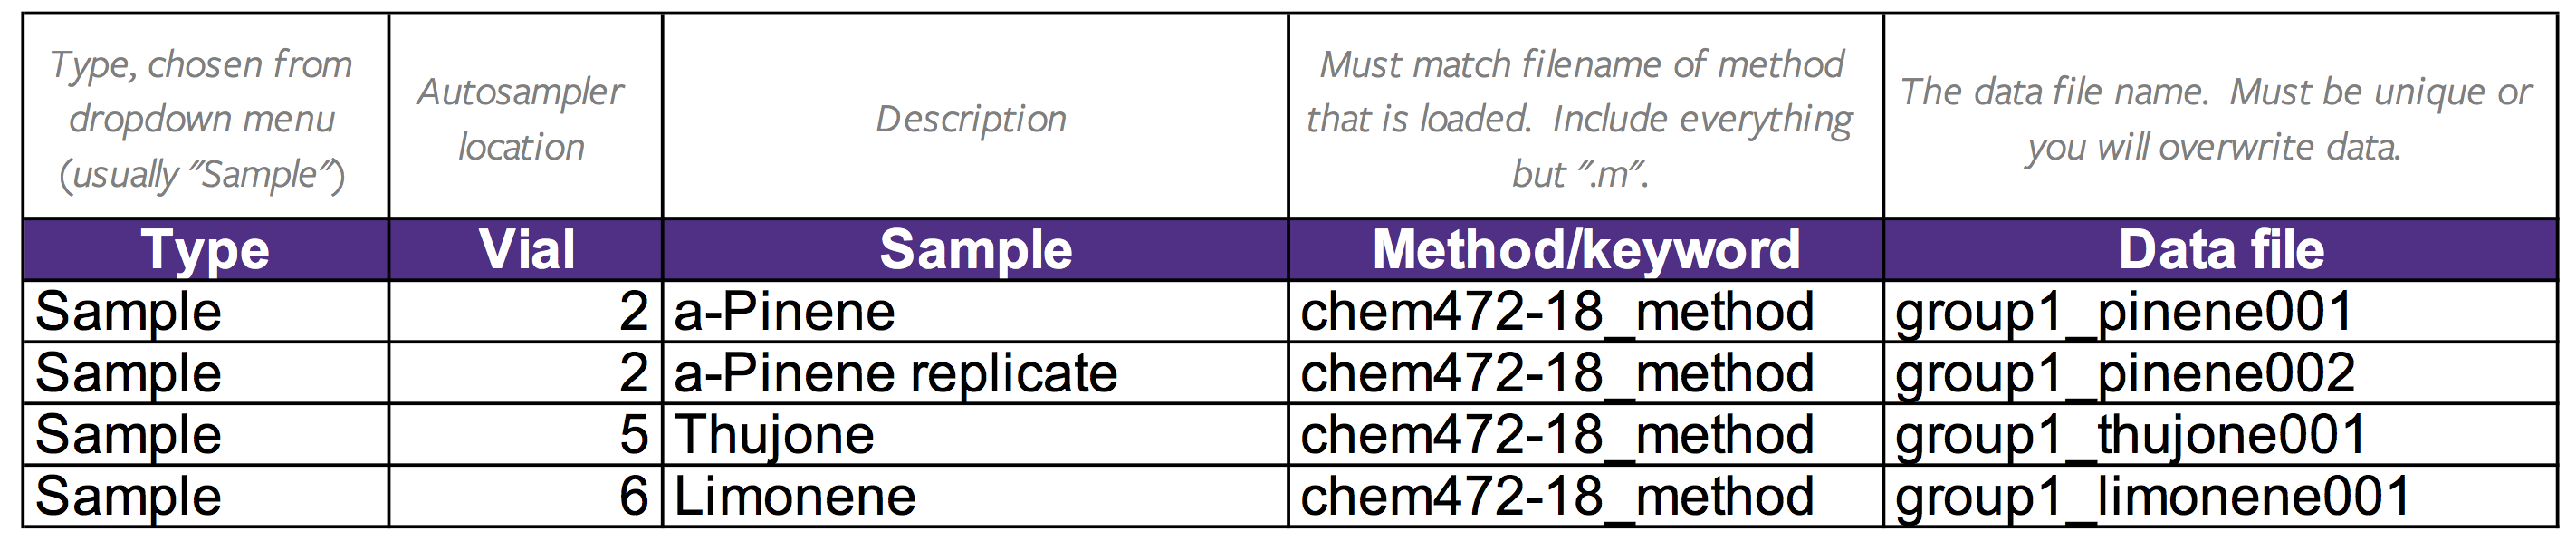 Type, chosen from
dropdown menu
(usually "Sample")
Autosampler
location
Description
Must match filename of method
that is loaded.  Include everything
but ".m".
The data file name.  Must be unique or
you will overwrite data.
Type Vial Sample Method/keyword Data file
Sample 2 a-Pinene chem472-18_method group1_pinene001
Sample 2 a-Pinene replicate chem472-18_method group1_pinene002
Sample 5 Thujone chem472-18_method group1_thujone001
Sample 6 Limonene chem472-18_method group1_limonene001